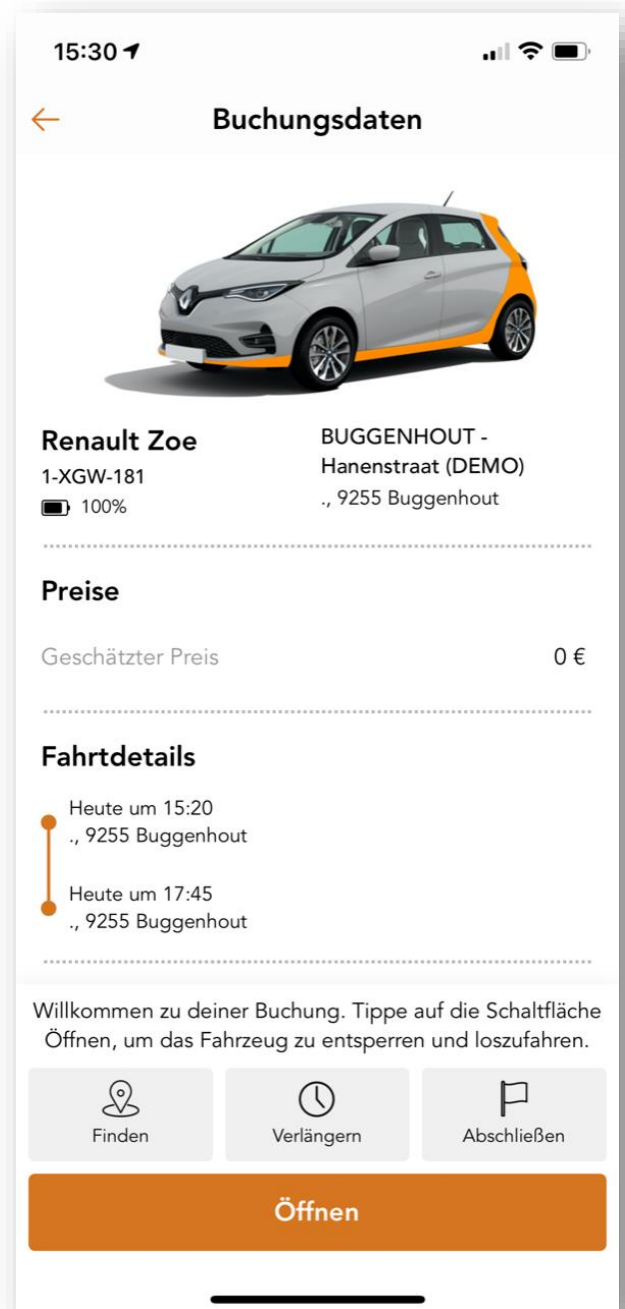 15:30
Buchungsdaten
Renault Zoe
1-XGW-181
100%
BUGGENHOUT -
Hanenstraat (DEMO)
., 9255 Buggenhout
Preise
Geschätzter Preis 0 €
Fahrtdetails
Heute um 15:20
., 9255 Buggenhout
Heute um 17:45
., 9255 Buggenhout
Willkommen zu deiner Buchung. Tippe auf die Schaltfläche
Öffnen, um das Fahrzeug zu entsperren und loszufahren.
Finden
Verlängern
Abschließen
Öffnen